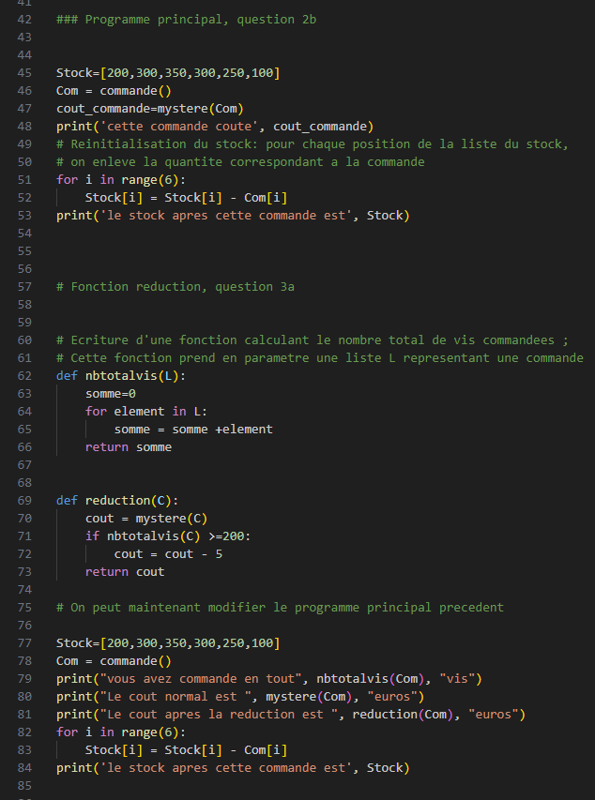 41
42 ### Programme principal, question 2b
43
44
45 Stock=[200,300,350,300,250,100]
46 Com = commande()
47 cout_commande=mystere(Com)
48 print('cette commande coute', cout_commande)
49 # Reinitialisation du stock: pour chaque position de la liste du stock,
50 # on enleve la quantite correspondant a la commande
51 for i in range(6):
52     Stock[i] = Stock[i] - Com[i]
53 print('le stock apres cette commande est', Stock)
54
55
56
57 # Fonction reduction, question 3a
58
59
60 # Ecriture d'une fonction calculant le nombre total de vis commandees ;
61 # Cette fonction prend en parametre une liste L representant une commande
62 def nbtotalvis(L):
63     somme=0
64     for element in L:
65         somme = somme +element
66     return somme
67
68
69 def reduction(C):
70     cout = mystere(C)
71     if nbtotalvis(C) >=200:
72         cout = cout - 5
73     return cout
74
75 # On peut maintenant modifier le programme principal precedent
76
77 Stock=[200,300,350,300,250,100]
78 Com = commande()
79 print("vous avez commande en tout", nbtotalvis(Com), "vis")
80 print("Le cout normal est ", mystere(Com), "euros")
81 print("Le cout apres la reduction est ", reduction(Com), "euros")
82 for i in range(6):
83     Stock[i] = Stock[i] - Com[i]
84 print('le stock apres cette commande est', Stock)
85